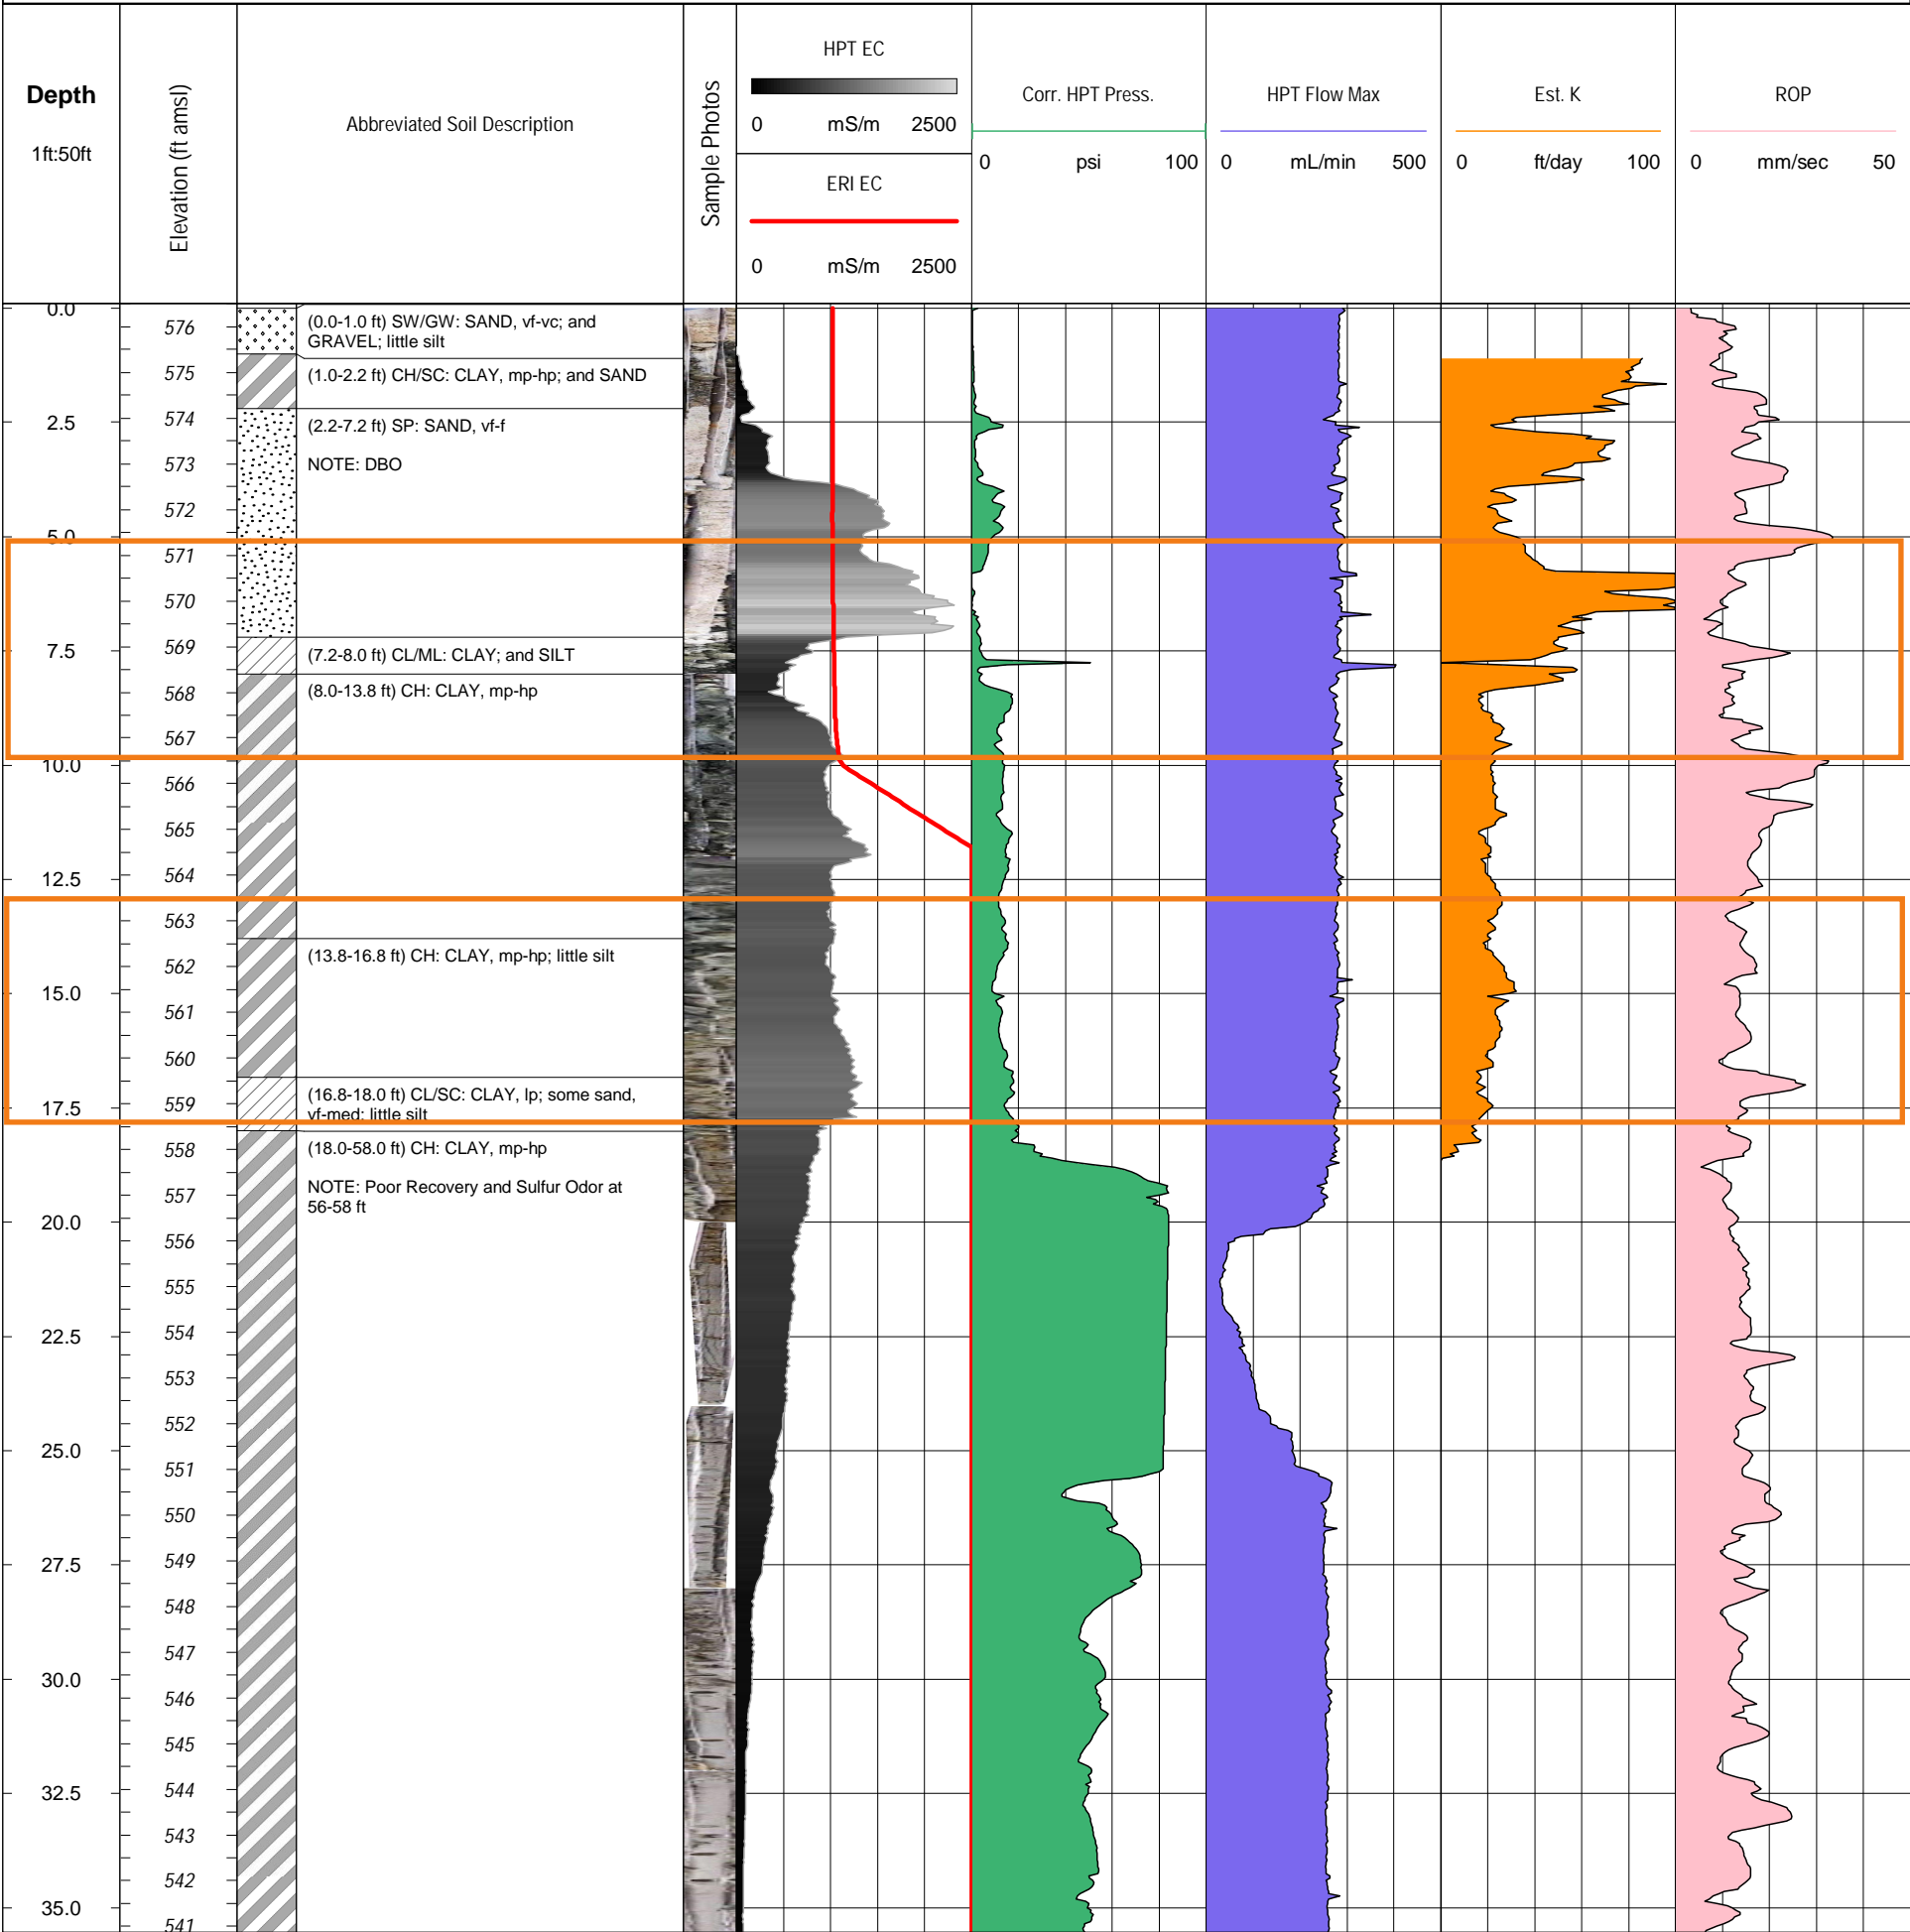 Depth
1ft:50ft
Elevation (ft amsl)
Abbreviated Soil Description
Sample Photos
HPT EC
0 mS/m 2500
ERI EC
0 mS/m 2500
Corr. HPT Press.
0 psi 100
HPT Flow Max
0 mL/min 500
Est. K
0 ft/day 100
ROP
0 mm/sec 50
0.0
576
(0.0-1.0 ft) SW/GW: SAND, vf-vc; and
GRAVEL; little silt
575
(1.0-2.2 ft) CH/SC: CLAY, mp-hp; and SAND
2.5
574
(2.2-7.2 ft) SP: SAND, vf-f
573
NOTE: DBO
572
5.0
571
570
569
7.5
(7.2-8.0 ft) CL/ML: CLAY; and SILT
568
(8.0-13.8 ft) CH: CLAY, mp-hp
567
10.0
566
565
564
12.5
563
(13.8-16.8 ft) CH: CLAY, mp-hp; little silt
562
15.0
561
560
(16.8-18.0 ft) CL/SC: CLAY, lp; some sand,
vf-med; little silt
559
17.5
558
(18.0-58.0 ft) CH: CLAY, mp-hp
557
NOTE: Poor Recovery and Sulfur Odor at
56-58 ft
20.0
556
555
554
22.5
553
552
25.0
551
550
549
27.5
548
547
30.0
546
545
544
32.5
543
542
35.0
541